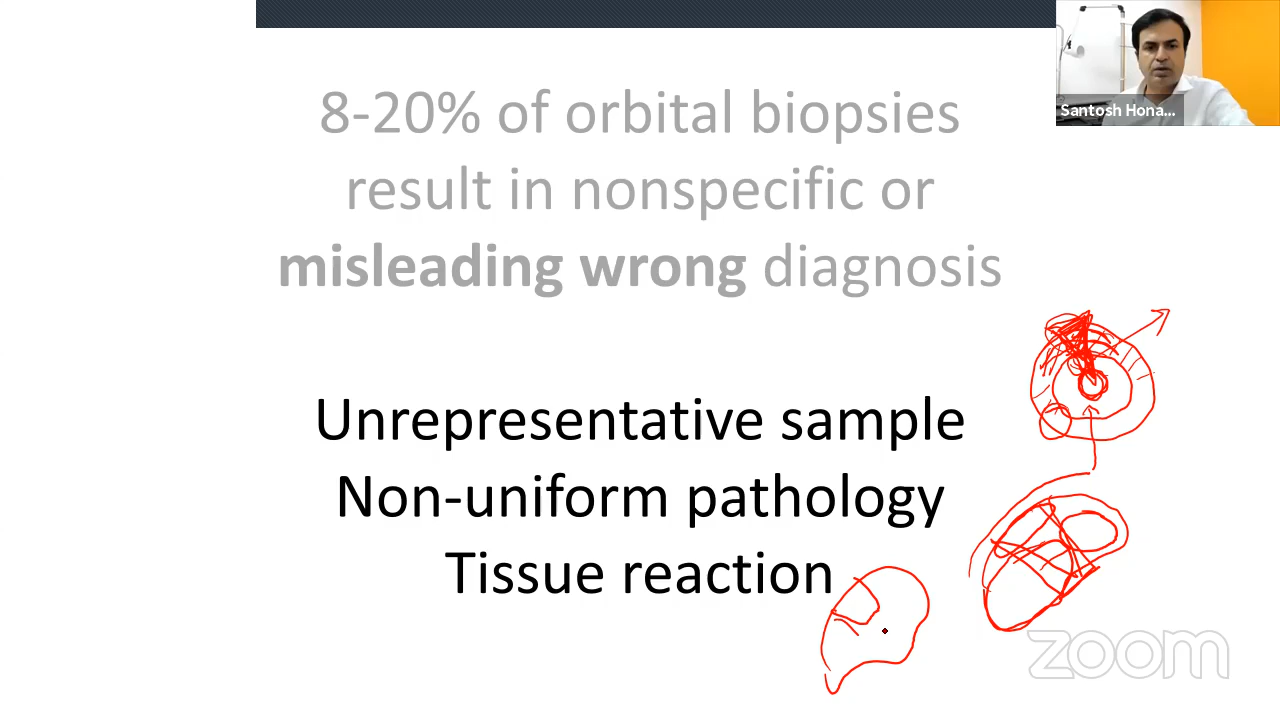 Santosh Hona...
8-20% of orbital biopsies
result in nonspecific or
misleading wrong diagnosis
Unrepresentative sample
Non-uniform pathology
Tissue reaction
zoom